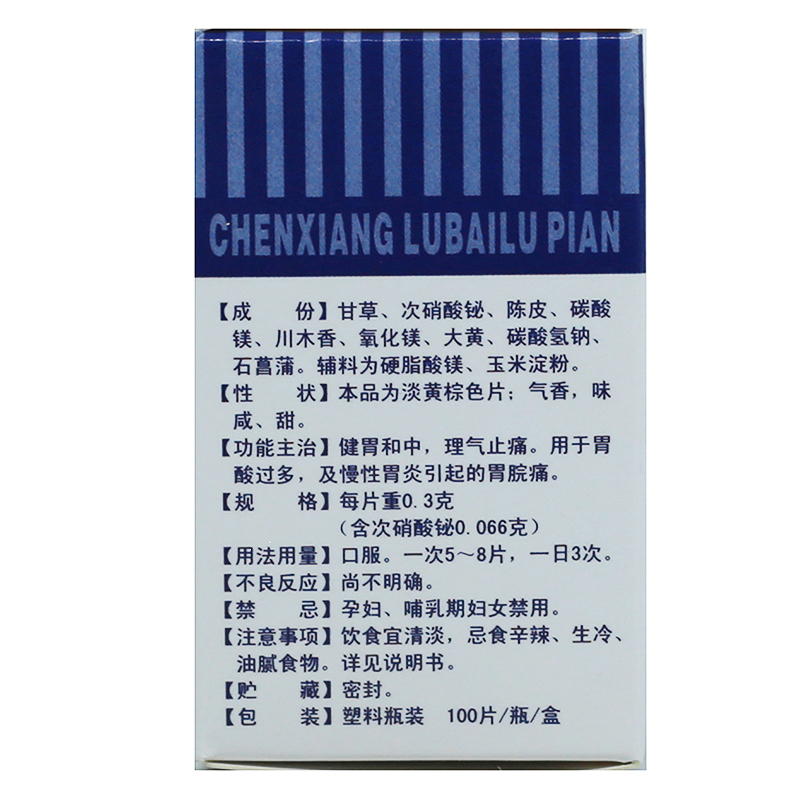 CHENXIANG LUBAILU PIAN
【成　份】甘草、次硝酸铋、陈皮、碳酸
镁、川木香、氧化镁、大黄、碳酸氢钠、
石菖蒲。辅料为硬脂酸镁、玉米淀粉。
【性　状】本品为淡黄棕色片；气香，味
咸、甜。
【功能主治】健胃和中，理气止痛。用于胃
酸过多，及慢性胃炎引起的胃脘痛。
【规　格】每片重0.3克
（含次硝酸铋0.066克）
【用法用量】口服。一次5～8片，一日3次。
【不良反应】尚不明确。
【禁　忌】孕妇、哺乳期妇女禁用。
【注意事项】饮食宜清淡，忌食辛辣、生冷、
油腻食物。详见说明书。
【贮　藏】密封。
【包　装】塑料瓶装　100片/瓶/盒